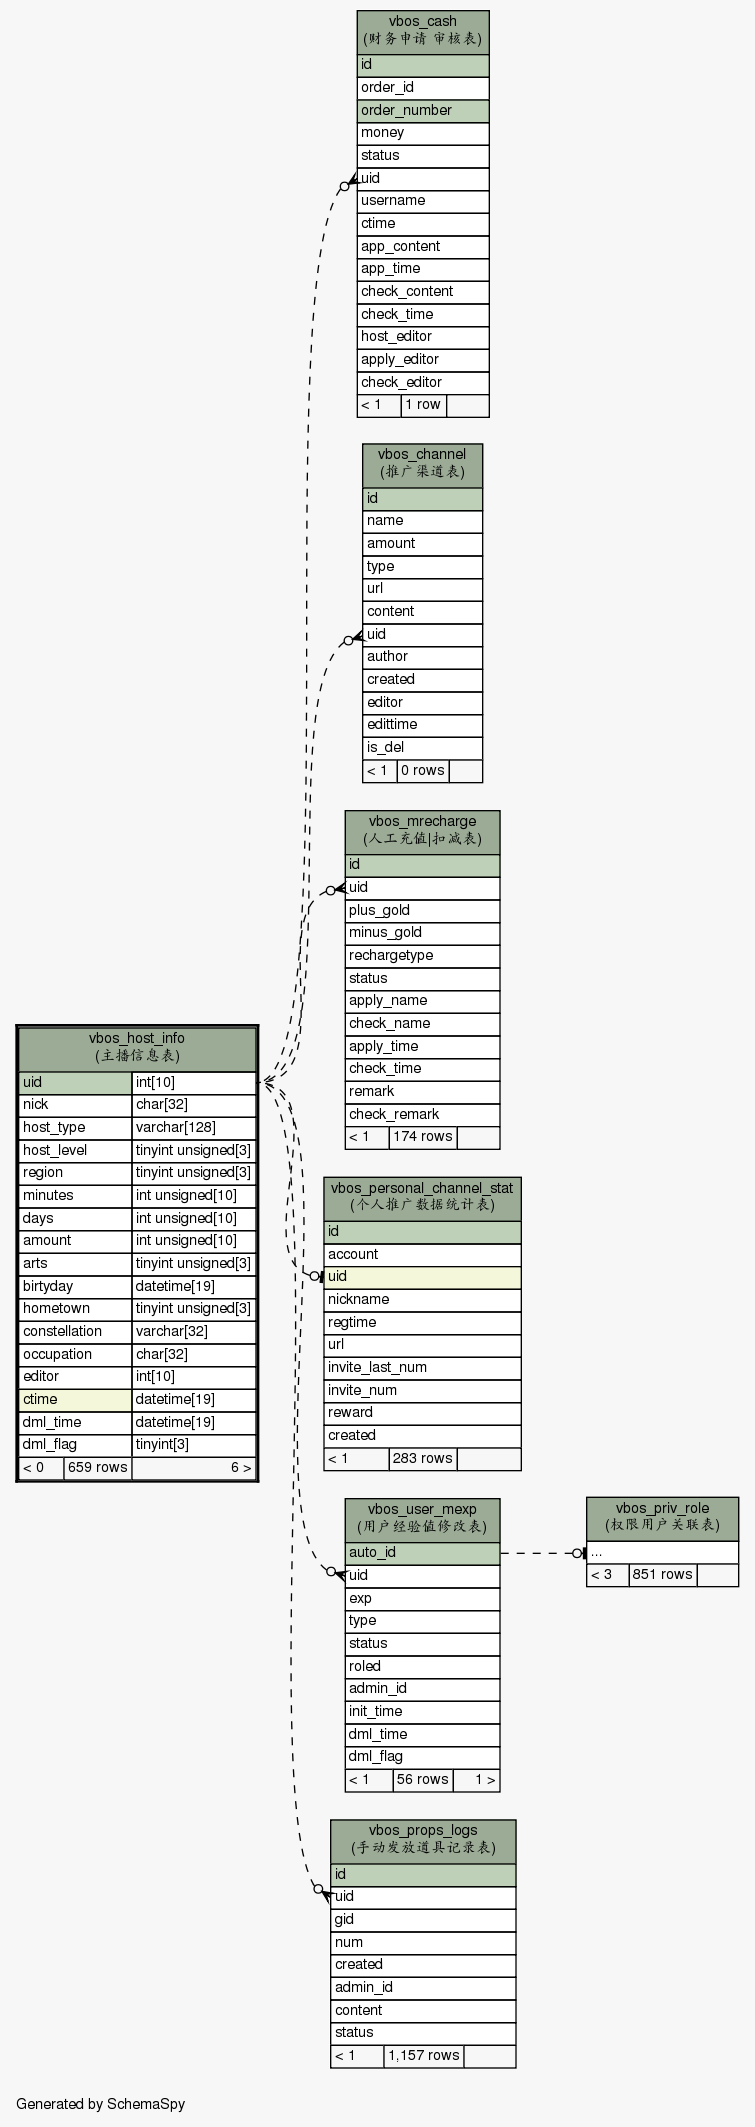 vbos_cash
(财务申请 审核表)
id
order_id
order_number
money
status
uid
username
ctime
app_content
app_time
check_content
check_time
host_editor
apply_editor
check_editor
< 1 1 row
vbos_channel
(推广渠道表)
id
name
amount
type
url
content
uid
author
created
editor
edittime
is_del
< 1 0 rows
vbos_mrecharge
(人工充值|扣减表)
id
uid
plus_gold
minus_gold
rechargetype
status
apply_name
check_name
apply_time
check_time
remark
check_remark
< 1 174 rows
vbos_host_info
(主播信息表)
uid int[10]
nick char[32]
host_type varchar[128]
host_level tinyint unsigned[3]
region tinyint unsigned[3]
minutes int unsigned[10]
days int unsigned[10]
amount int unsigned[10]
arts tinyint unsigned[3]
birtyday datetime[19]
hometown tinyint unsigned[3]
constellation varchar[32]
occupation char[32]
editor int[10]
ctime datetime[19]
dml_time datetime[19]
dml_flag tinyint[3]
< 0 659 rows 6 >
vbos_personal_channel_stat
(个人推广数据统计表)
id
account
uid
nickname
regtime
url
invite_last_num
invite_num
reward
created
< 1 283 rows
vbos_user_mexp
(用户经验值修改表)
auto_id
uid
exp
type
status
roled
admin_id
init_time
dml_time
dml_flag
< 1 56 rows 1 >
vbos_priv_role
(权限用户关联表)
...
< 3 851 rows
vbos_props_logs
(手动发放道具记录表)
id
uid
gid
num
created
admin_id
content
status
< 1 1,157 rows
Generated by SchemaSpy